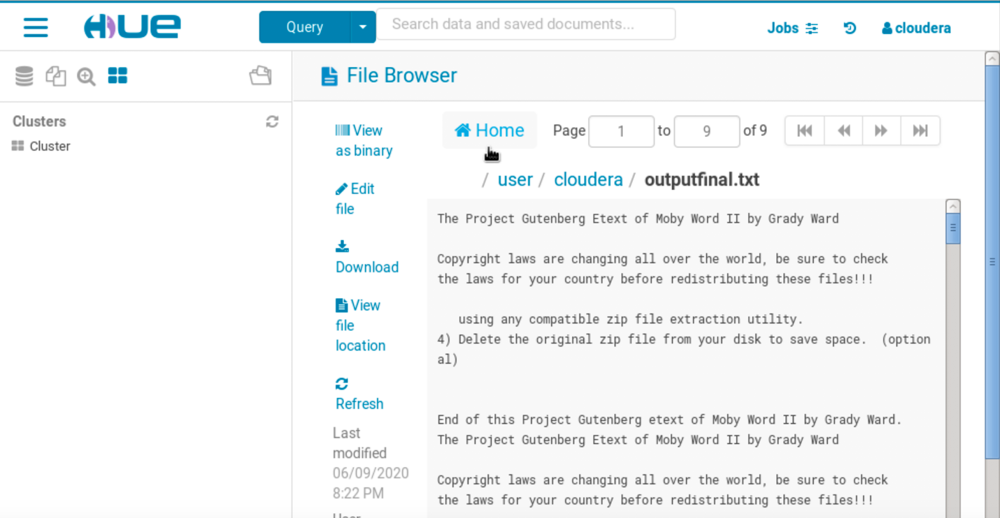 HUE
Query
Search data and saved documents...
Jobs
cloudera
File Browser
Clusters
Cluster
View
as binary
Edit
file
Download
View
file
location
Refresh
Last
modified
06/09/2020
8:22 PM
User
Home
Page 1 to 9 of 9
/ user / cloudera / outputfinal.txt
The Project Gutenberg Etext of Moby Word II by Grady Ward
Copyright laws are changing all over the world, be sure to check
the laws for your country before redistributing these files!!!
using any compatible zip file extraction utility.
4) Delete the original zip file from your disk to save space.  (option
al)
End of this Project Gutenberg etext of Moby Word II by Grady Ward.
The Project Gutenberg Etext of Moby Word II by Grady Ward
Copyright laws are changing all over the world, be sure to check
the laws for your country before redistributing these files!!!